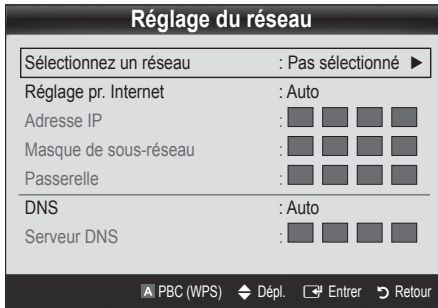 Réglage du réseau
Sélectionnez un réseau : Pas sélectionné ►
Réglage pr. Internet : Auto
Adresse IP :
Masque de sous-réseau :
Passerelle :
DNS : Auto
Serveur DNS :
A PBC (WPS) Dépl. Entrer Retour